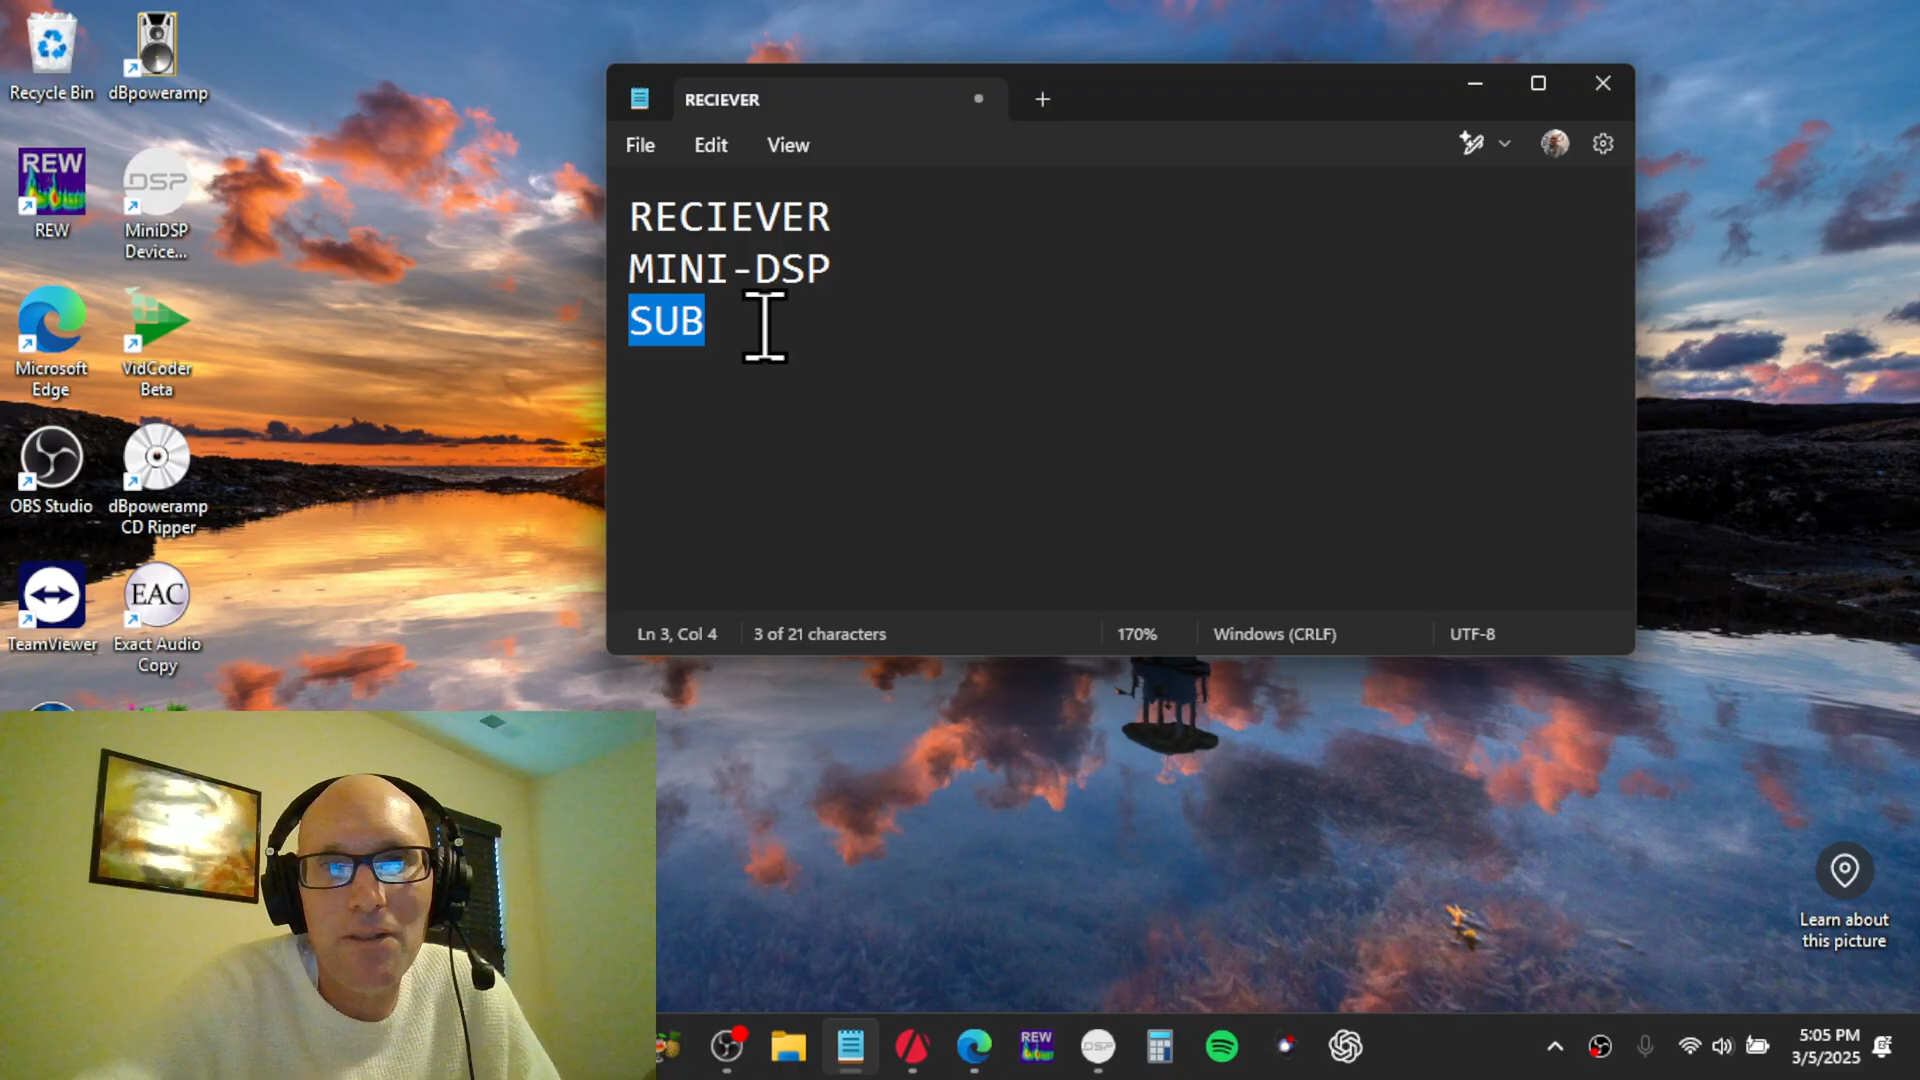 Recycle Bin
dBpoweramp
REW
REW
DSP
MiniDSP
Device...
Microsoft
Edge
VidCoder
Beta
OBS Studio
dBpoweramp
CD Ripper
TeamViewer
EAC
Exact Audio
Copy
RECIEVER
File Edit View
RECIEVER
MINI-DSP
SUB
Ln 3, Col 4
3 of 21 characters
170%
Windows (CRLF)
UTF-8
Learn about
this picture
REW
DSP
5:05 PM
3/5/2025